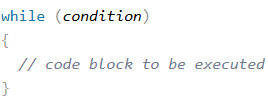 while (condition)
{
  // code block to be executed
}